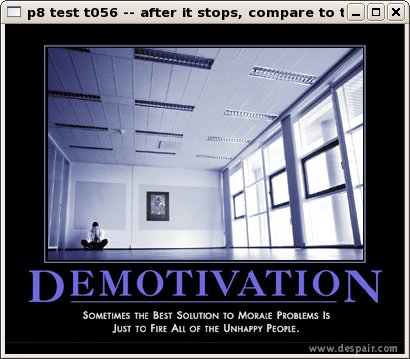 p8 test t056 -- after it stops, compare to t
DEMOTIVATION
SOMETIMES THE BEST SOLUTION TO MORALE PROBLEMS IS
JUST TO FIRE ALL OF THE UNHAPPY PEOPLE.
www.despair.com